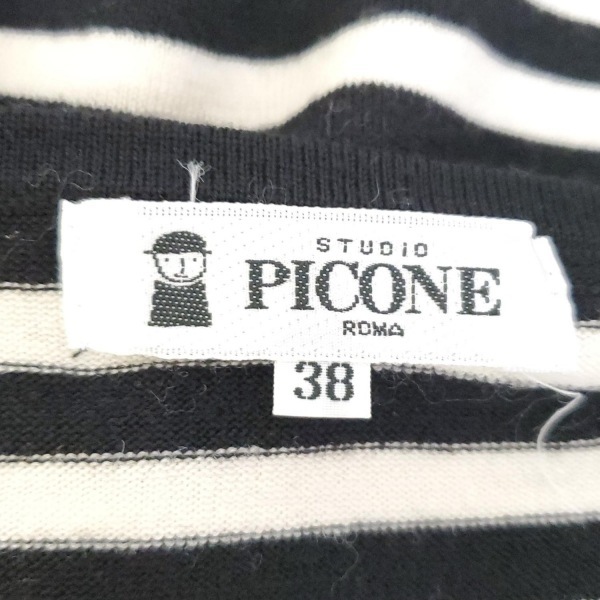 STUDIO
PICONE
ROMA
38